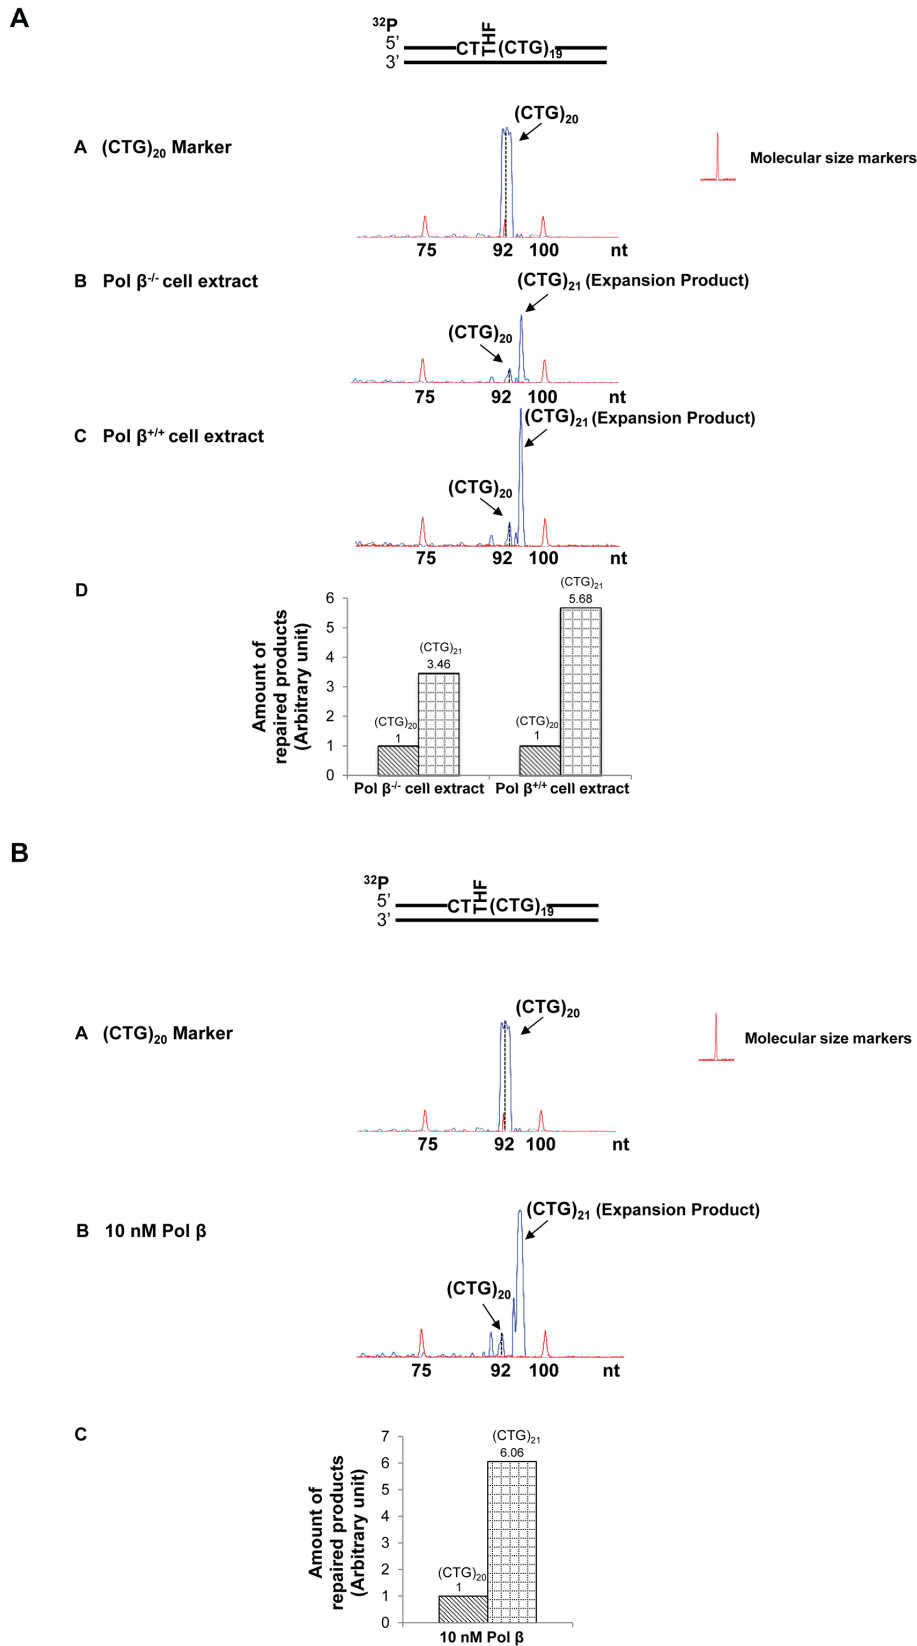 A
32P
5’
3’
CT THF (CTG)19
A (CTG)20 Marker
(CTG)20
Molecular size markers
75 92 100 nt
B Pol β-/- cell extract
(CTG)21 (Expansion Product)
(CTG)20
75 92 100 nt
C Pol β+/+ cell extract
(CTG)21 (Expansion Product)
(CTG)20
75 92 100 nt
D
Amount of
repaired products
(Arbitrary unit)
6
5
4
3
2
1
0
(CTG)20
1
(CTG)21
3.46
(CTG)20
1
(CTG)21
5.68
Pol β-/- cell extract Pol β+/+ cell extract
B
32P
5’
3’
CT THF (CTG)19
A (CTG)20 Marker
(CTG)20
Molecular size markers
75 92 100 nt
B 10 nM Pol β
(CTG)21 (Expansion Product)
(CTG)20
75 92 100 nt
C
Amount of
repaired products
(Arbitrary unit)
7
6
5
4
3
2
1
0
(CTG)20
1
(CTG)21
6.06
10 nM Pol β